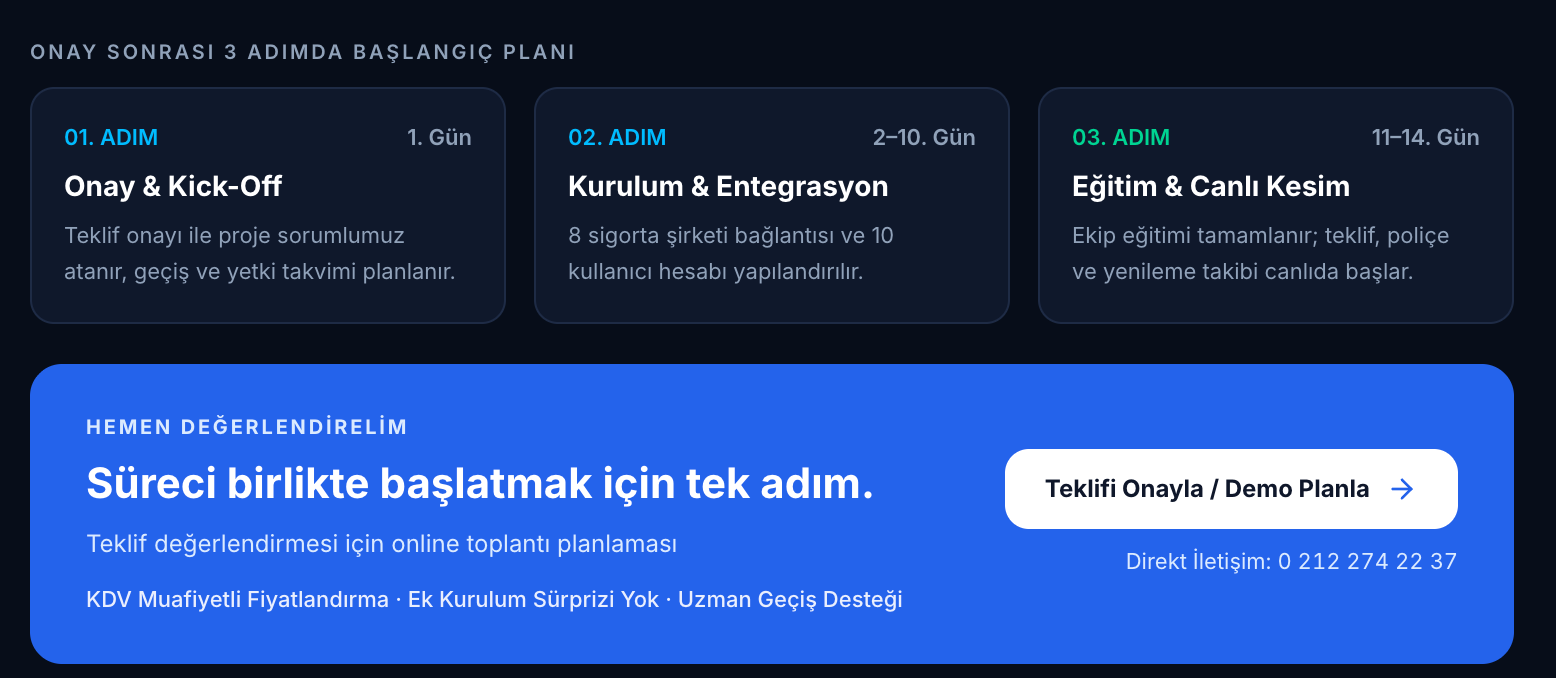 ONAY SONRASI 3 ADIMDA BAŞLANGIÇ PLANI
01. ADIM
1. Gün
Onay & Kick-Off
Teklif onayı ile proje sorumlumuz
atanır, geçiş ve yetki takvimi planlanır.
02. ADIM
2–10. Gün
Kurulum & Entegrasyon
8 sigorta şirketi bağlantısı ve 10
kullanıcı hesabı yapılandırılır.
03. ADIM
11–14. Gün
Eğitim & Canlı Kesim
Ekip eğitimi tamamlanır; teklif, poliçe
ve yenileme takibi canlıda başlar.
HEMEN DEĞERLENDİRELİM
Süreci birlikte başlatmak için tek adım.
Teklif değerlendirmesi için online toplantı planlaması
KDV Muafiyetli Fiyatlandırma · Ek Kurulum Sürprizi Yok · Uzman Geçiş Desteği
Teklifi Onayla / Demo Planla →
Direkt İletişim: 0 212 274 22 37